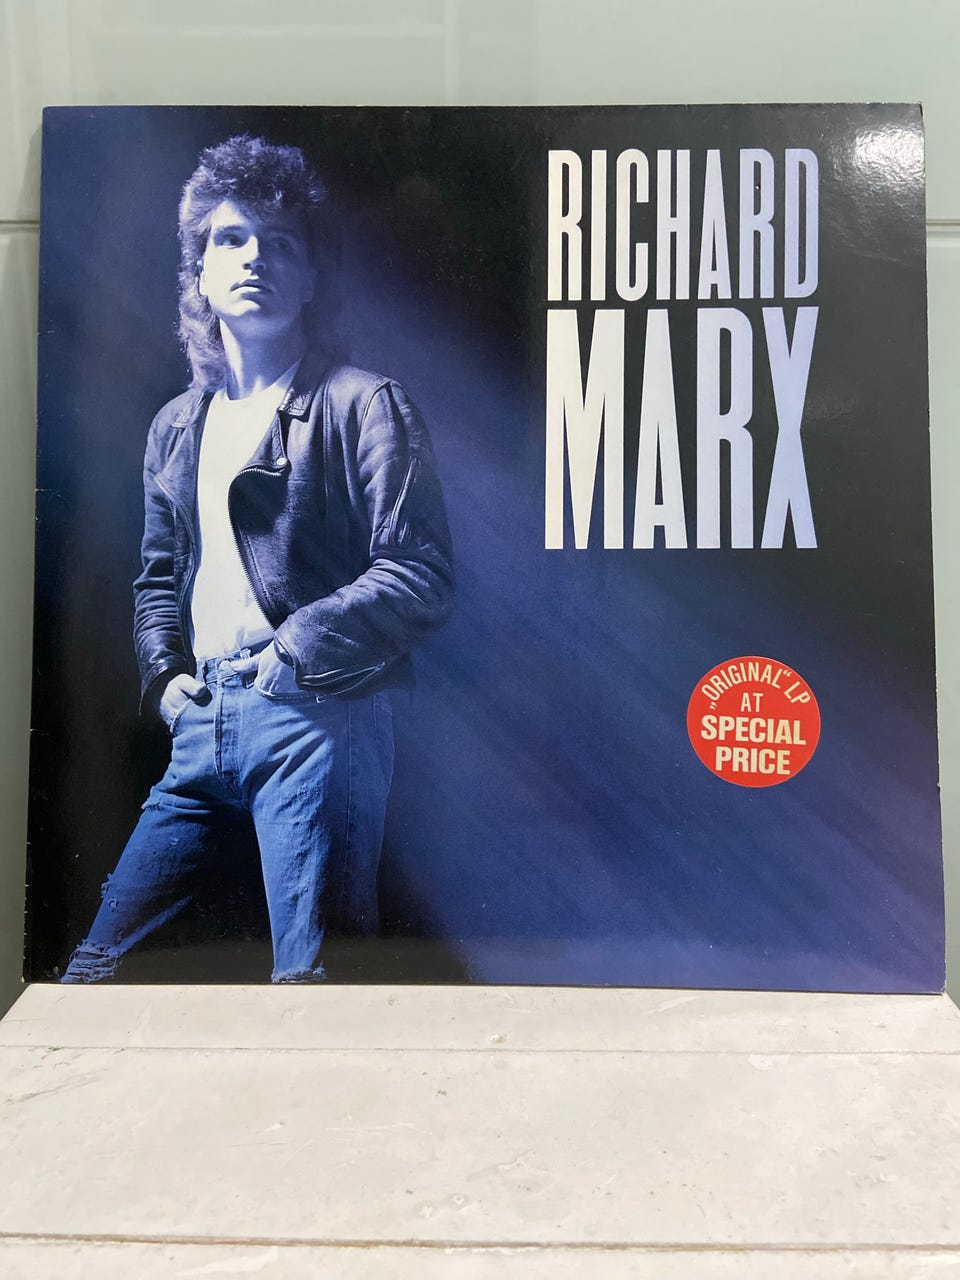 RICHARD
MARX
„ORIGINAL“ LP
AT
SPECIAL
PRICE